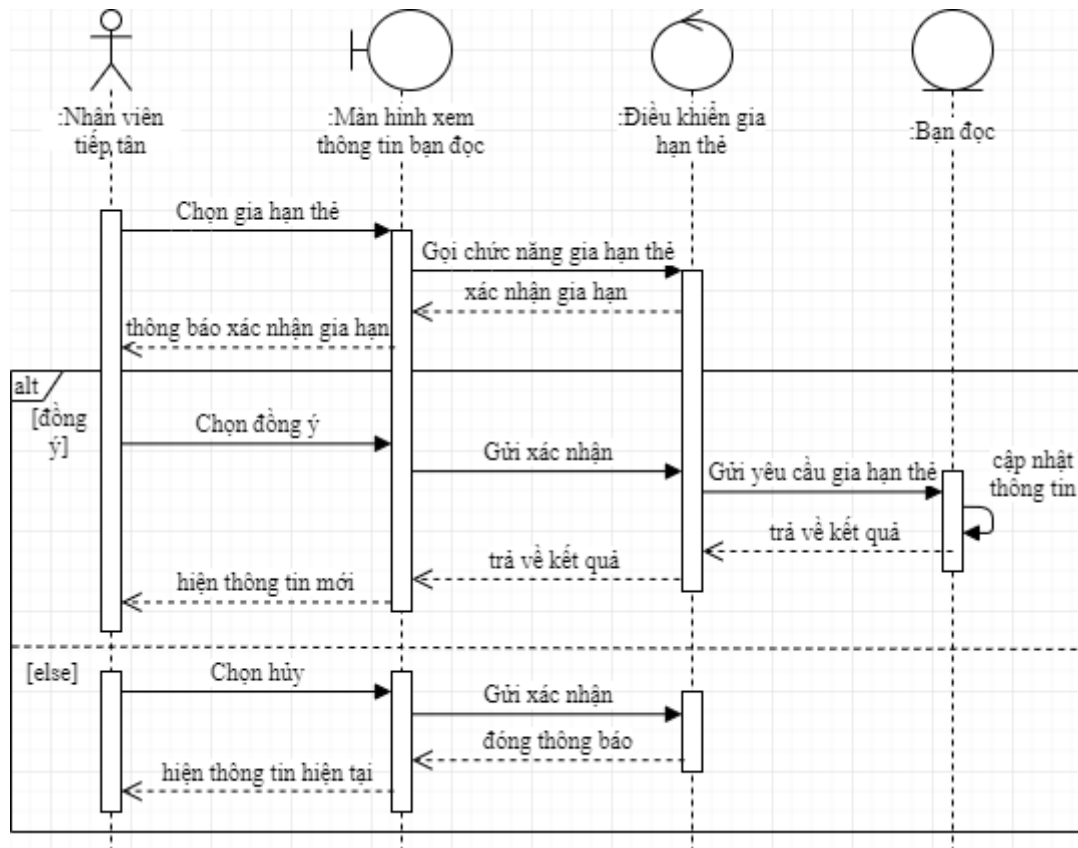 :Nhân viên
tiếp tân
:Màn hình xem
thông tin bạn đọc
:Điều khiển gia
hạn thẻ
:Bạn đọc
Chọn gia hạn thẻ
Gọi chức năng gia hạn thẻ
xác nhận gia hạn
thông báo xác nhận gia hạn
alt
[đồng
ý]
Chọn đồng ý
Gửi xác nhận
Gửi yêu cầu gia hạn thẻ
cập nhật
thông tin
trả về kết quả
trả về kết quả
hiện thông tin mới
[else]
Chọn hủy
Gửi xác nhận
đóng thông báo
hiện thông tin hiện tại